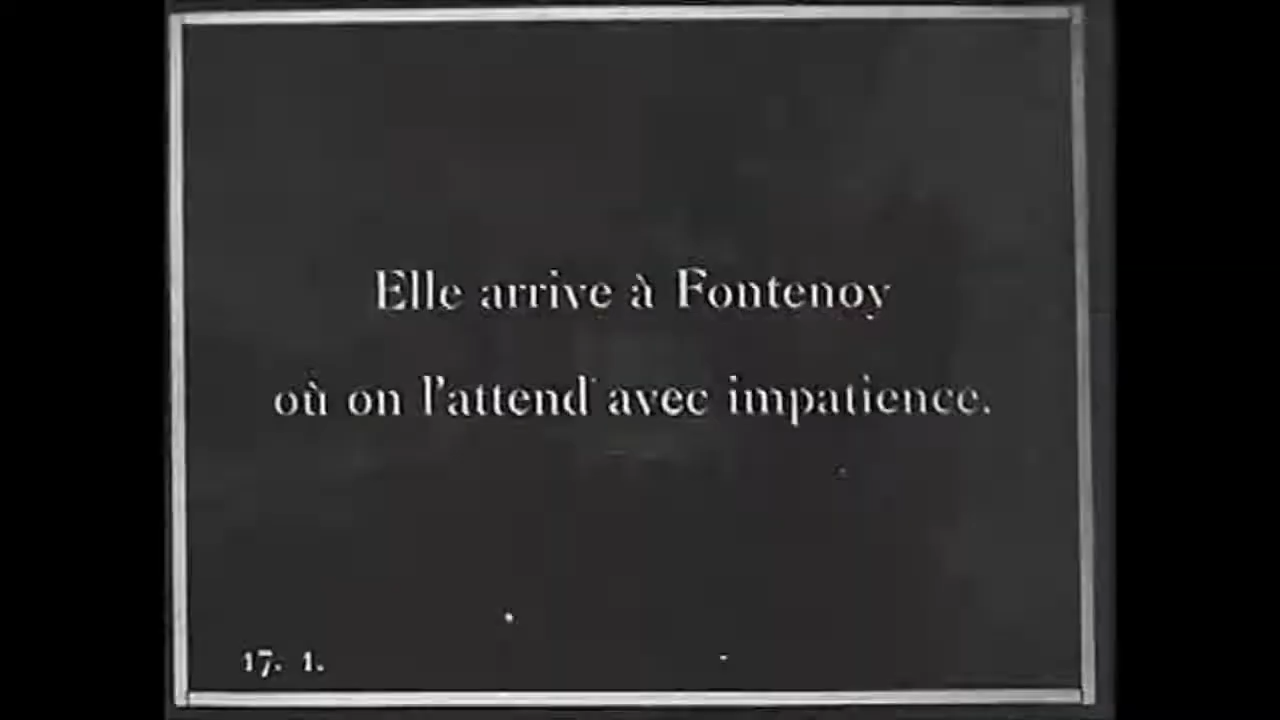 Elle arrive à Fontenoy
où on l'attend avec impatience.
17. 1.